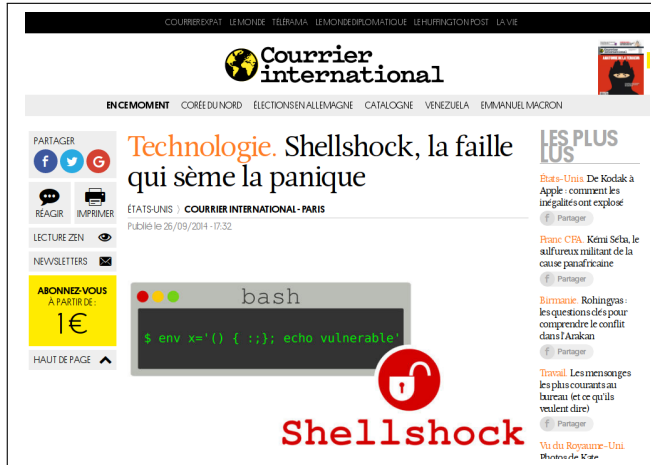 COURRIER EXPAT LE MONDE TÉLÉRAMA LE MONDE DIPLOMATIQUE LE HUFFINGTON POST LA VIE
Courrier
international
EN CE MOMENT CORÉE DU NORD ÉLECTIONS EN ALLEMAGNE CATALOGNE VENEZUELA EMMANUEL MACRON
PARTAGER
RÉAGIR IMPRIMER
LECTURE ZEN
NEWSLETTERS
ABONNEZ-VOUS
À PARTIR DE :
1€
HAUT DE PAGE
Technologie. Shellshock, la faille
qui sème la panique
ÉTATS-UNIS COURRIER INTERNATIONAL - PARIS
Publié le 26/09/2014 - 17:32
bash
$ env x='() { :;}; echo vulnerable'
Shellshock
LES PLUS
LUS
États-Unis. De Kodak à
Apple : comment les
inégalités ont explosé
f Partager
Franc CFA. Kémi Séba, le
sulfureux militant de la
cause panafricaine
f Partager
Birmanie. Rohingyas :
les questions clés pour
comprendre le conflit
dans l'Arakan
f Partager
Travail. Les mensonges
les plus courants au
bureau (et ce qu'ils
veulent dire)
f Partager
Vu du Royaume-Uni.
Photos de Kate